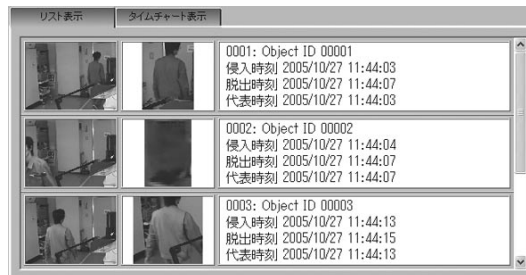 リスト表示
タイムチャート表示
0001: Object ID 00001
侵入時刻 2005/10/27 11:44:03
脱出時刻 2005/10/27 11:44:07
代表時刻 2005/10/27 11:44:03
0002: Object ID 00002
侵入時刻 2005/10/27 11:44:04
脱出時刻 2005/10/27 11:44:07
代表時刻 2005/10/27 11:44:07
0003: Object ID 00003
侵入時刻 2005/10/27 11:44:13
脱出時刻 2005/10/27 11:44:15
代表時刻 2005/10/27 11:44:13